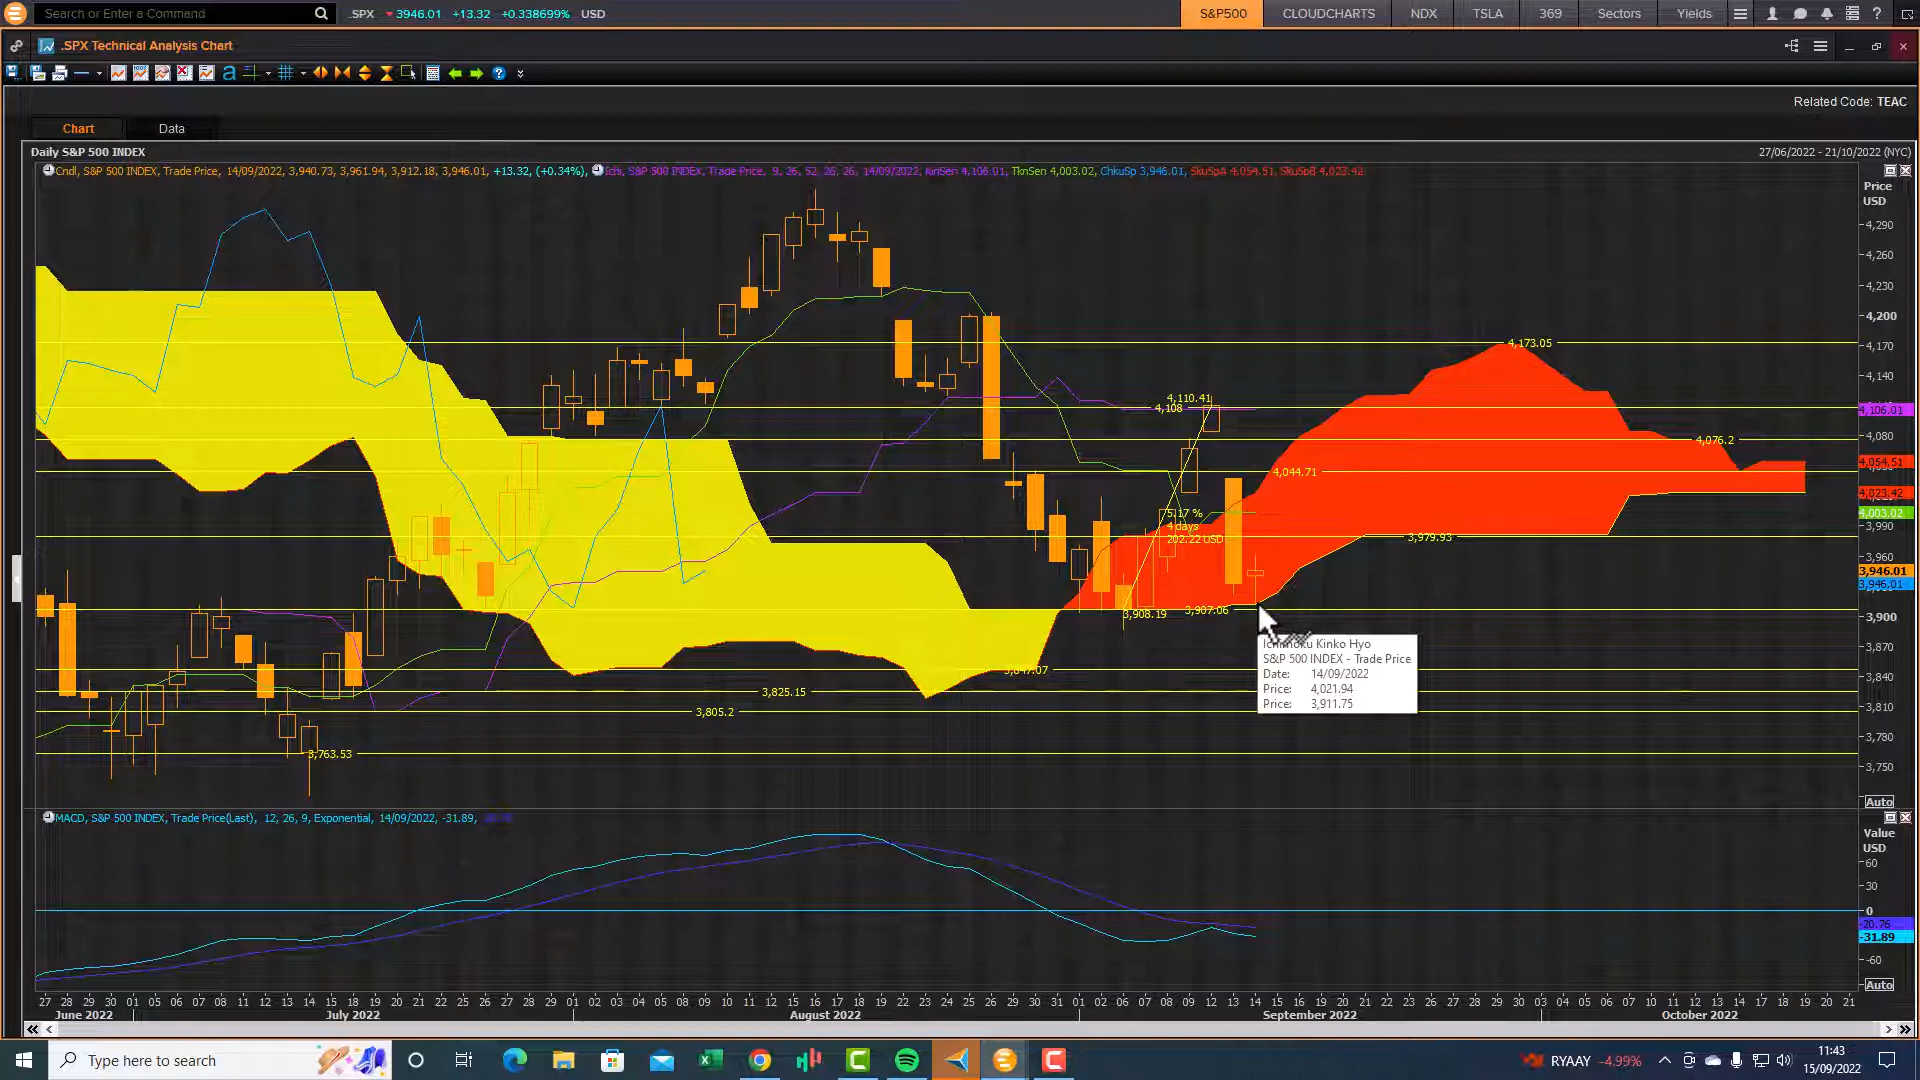 Search or Enter a Command
.SPX 3946.01 +13.32 +0.338699% USD
S&P500 CLOUDCHARTS NDX TSLA 369 Sectors Yields
.SPX Technical Analysis Chart
Related Code: TEAC
Chart Data
Daily S&P 500 INDEX
27/06/2022 - 21/10/2022 (NYC)
Cndl, S&P 500 INDEX, Trade Price, 14/09/2022, 3,940.73, 3,961.94, 3,912.18, 3,946.01, +13.32, (+0.34%), Ichi, S&P 500 INDEX, Trade Price, 9, 26, 52, 26, 26, 14/09/2022, KjnSen 4,106.01, TknSen 4,003.02, ChkuSp 3,946.01, SkuSpA 4,054.51, SkuSpB 4,023.42
Price
USD
4,290
4,260
4,230
4,200
4,170
4,140
4,106.01
4,080
4,054.51
4,023.42
4,003.02
3,990
3,960
3,946.01
3,946.01
3,900
3,870
3,840
3,810
3,780
3,750
Auto
4,173.05
4,110.41
4,108
4,076.2
4,044.71
5.17 %
4 days
202.22 USD
3,979.93
3,908.19
3,907.06
3,825.15
3,805.2
3,763.53
Kinko Hyo
S&P 500 INDEX - Trade Price
Date: 14/09/2022
Price: 4,021.94
Price: 3,911.75
MACD, S&P 500 INDEX, Trade Price(Last), 12, 26, 9, Exponential, 14/09/2022, -31.89,
Value
USD
60
30
0
-20.76
-31.89
-60
Auto
27 28 29 30 01 05 06 07 08 11 12 13 14 15 18 19 20 21 22 25 26 27 28 29 01 02 03 04 05 08 09 10 11 12 15 16 17 18 19 22 23 24 25 26 29 30 31 01 02 06 07 08 09 12 13 14 15 16 19 20 21 22 23 26 27 28 29 30 03 04 05 06 07 10 11 12 13 14 17 18 19 20 21
June 2022 July 2022 August 2022 September 2022 October 2022
Type here to search
RYAAY -4.99%
11:43
15/09/2022